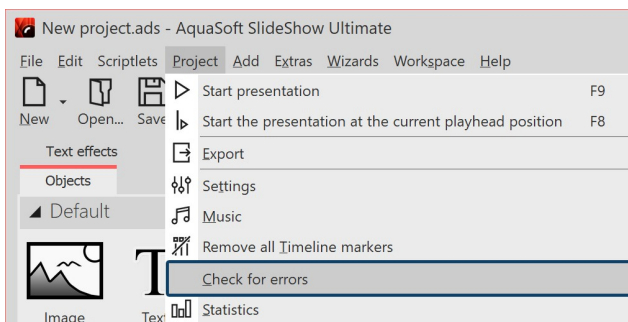 New project.ads - AquaSoft SlideShow Ultimate
File Edit Scriptlets Project Add Extras Wizards Workspace Help
Start presentation F9
Start the presentation at the current playhead position F8
New Open... Save
Text effects
Export
Objects
Settings
Default
Music
Remove all Timeline markers
Check for errors
Statistics
Image Text